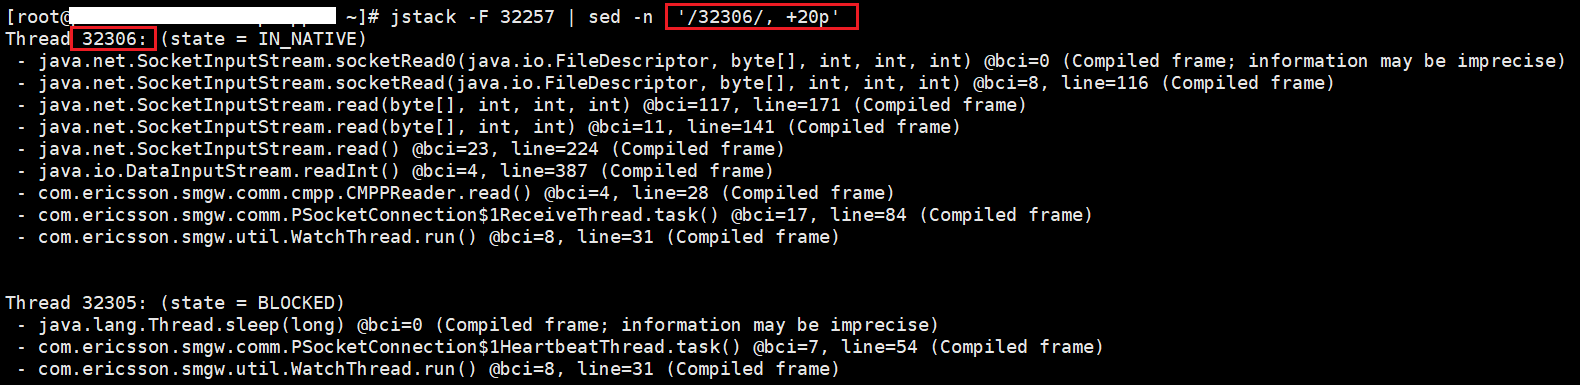 [root@ ~]# jstack -F 32257 | sed -n '/32306/, +20p'
Thread 32306: (state = IN_NATIVE)
- java.net.SocketInputStream.socketRead0(java.io.FileDescriptor, byte[], int, int, int) @bci=0 (Compiled frame; information may be imprecise)
- java.net.SocketInputStream.socketRead(java.io.FileDescriptor, byte[], int, int, int) @bci=8, line=116 (Compiled frame)
- java.net.SocketInputStream.read(byte[], int, int, int) @bci=117, line=171 (Compiled frame)
- java.net.SocketInputStream.read(byte[], int, int) @bci=11, line=141 (Compiled frame)
- java.net.SocketInputStream.read() @bci=23, line=224 (Compiled frame)
- java.io.DataInputStream.readInt() @bci=4, line=387 (Compiled frame)
- com.ericsson.smgw.comm.cmpp.CMPPReader.read() @bci=4, line=28 (Compiled frame)
- com.ericsson.smgw.comm.PSocketConnection$1ReceiveThread.task() @bci=17, line=84 (Compiled frame)
- com.ericsson.smgw.util.WatchThread.run() @bci=8, line=31 (Compiled frame)
Thread 32305: (state = BLOCKED)
- java.lang.Thread.sleep(long) @bci=0 (Compiled frame; information may be imprecise)
- com.ericsson.smgw.comm.PSocketConnection$1HeartbeatThread.task() @bci=7, line=54 (Compiled frame)
- com.ericsson.smgw.util.WatchThread.run() @bci=8, line=31 (Compiled frame)